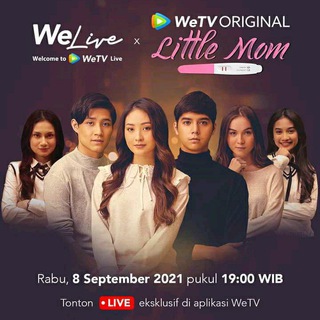 WeLive x WeTV ORIGINAL
Welcome to WeTV Live
Little Mom
Rabu, 8 September 2021 pukul 19:00 WIB
Tonton • LIVE eksklusif di aplikasi WeTV